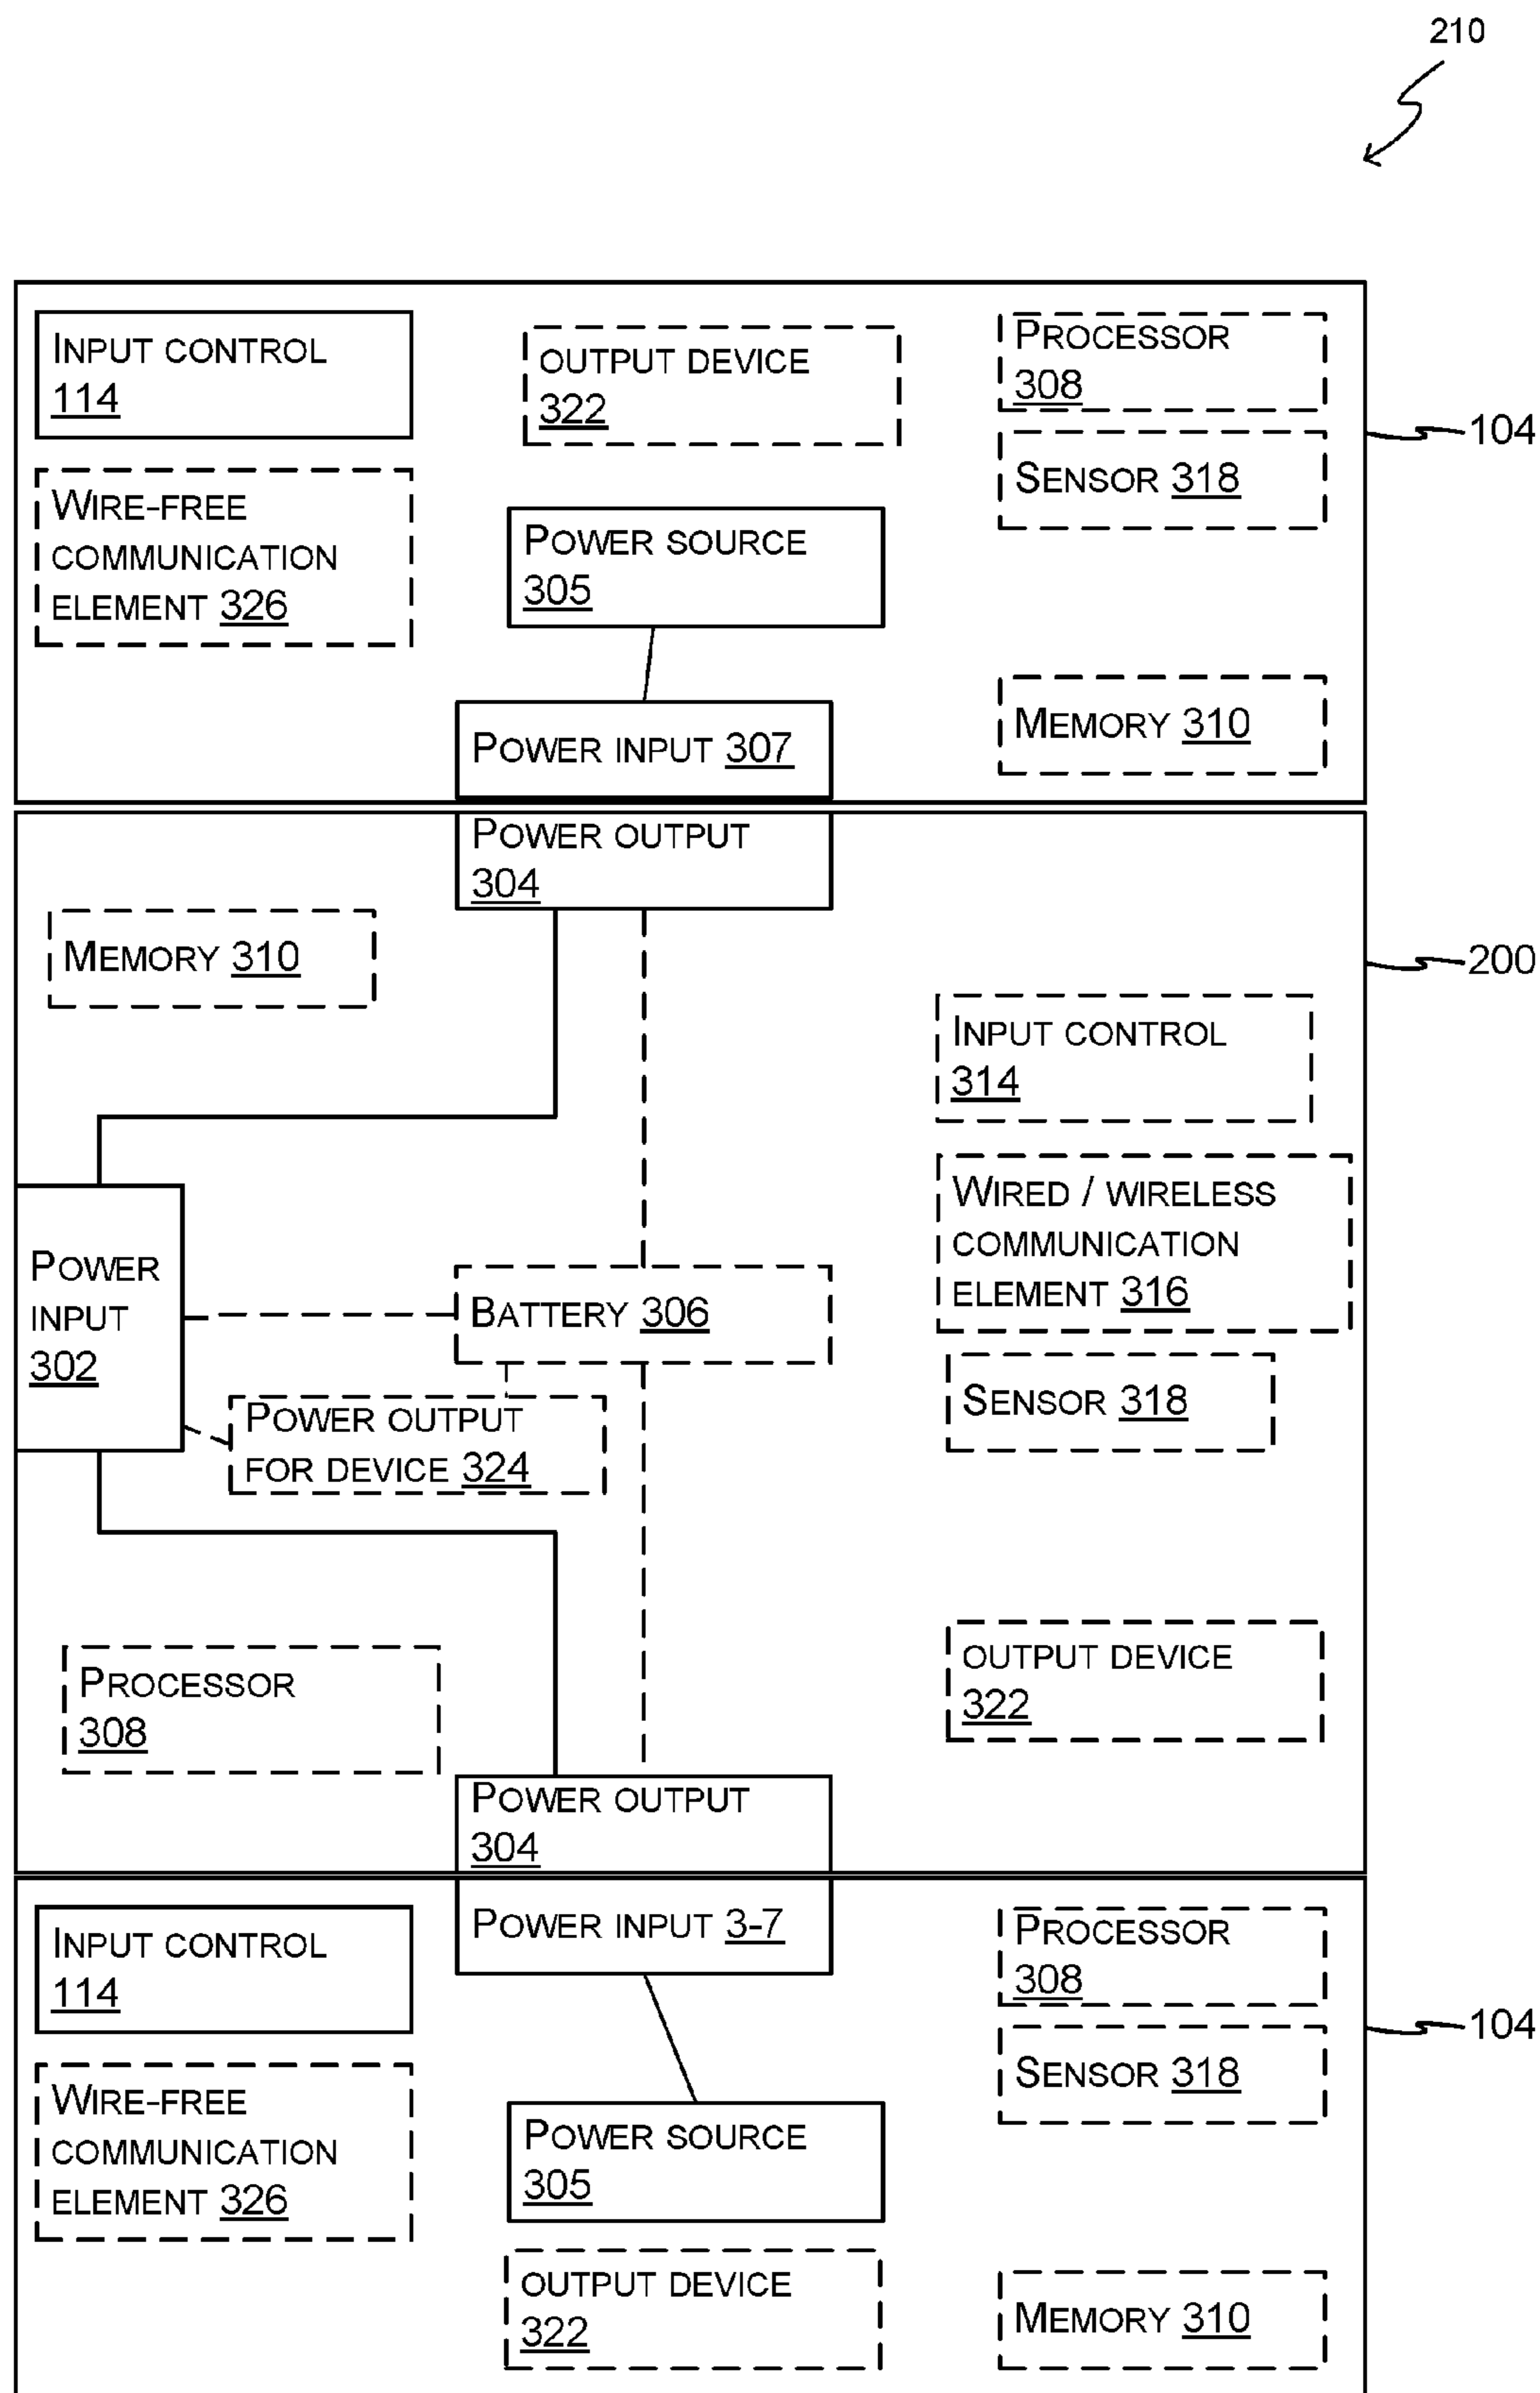 210
INPUT CONTROL
114
OUTPUT DEVICE
322
PROCESSOR
308
104
SENSOR 318
WIRE-FREE
COMMUNICATION
ELEMENT 326
POWER SOURCE
305
MEMORY 310
POWER INPUT 307
POWER OUTPUT
304
MEMORY 310
200
INPUT CONTROL
314
WIRED / WIRELESS
COMMUNICATION
ELEMENT 316
POWER
INPUT
302
BATTERY 306
SENSOR 318
POWER OUTPUT
FOR DEVICE 324
OUTPUT DEVICE
322
PROCESSOR
308
POWER OUTPUT
304
INPUT CONTROL
114
POWER INPUT 3-7
PROCESSOR
308
104
SENSOR 318
WIRE-FREE
COMMUNICATION
ELEMENT 326
POWER SOURCE
305
OUTPUT DEVICE
322
MEMORY 310